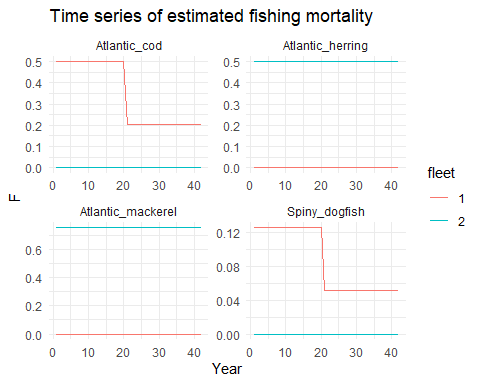 Time series of estimated fishing mortality
Atlantic_cod
Atlantic_herring
0.5
0.4
0.3
0.2
0.1
0.0
0.5
0.4
0.3
0.2
0.1
0.0
0 10 20 30 40
0 10 20 30 40
F
Atlantic_mackerel
Spiny_dogfish
0.6
0.4
0.2
0.0
0.12
0.08
0.04
0.00
0 10 20 30 40
0 10 20 30 40
Year
fleet
1
2